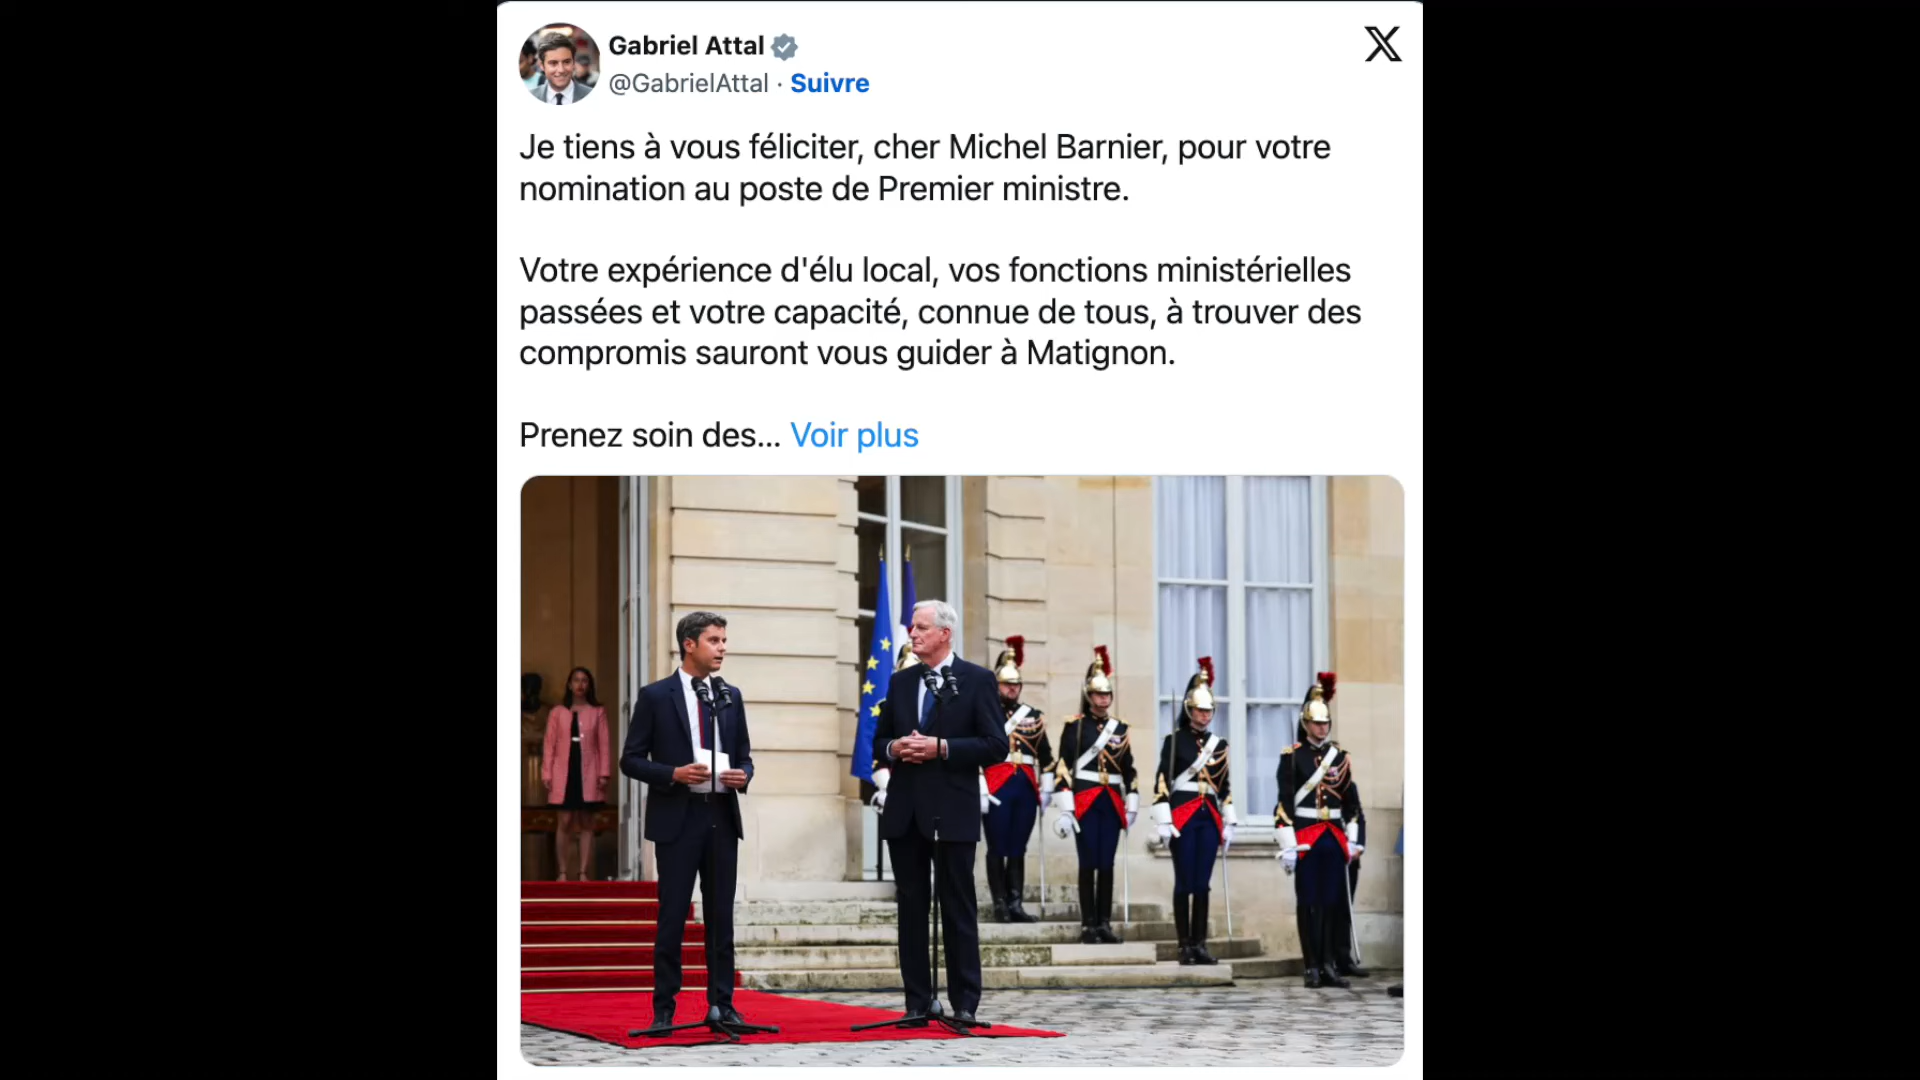 Gabriel Attal
@GabrielAttal · Suivre
Je tiens à vous féliciter, cher Michel Barnier, pour votre
nomination au poste de Premier ministre.
Votre expérience d'élu local, vos fonctions ministérielles
passées et votre capacité, connue de tous, à trouver des
compromis sauront vous guider à Matignon.
Prenez soin des... Voir plus